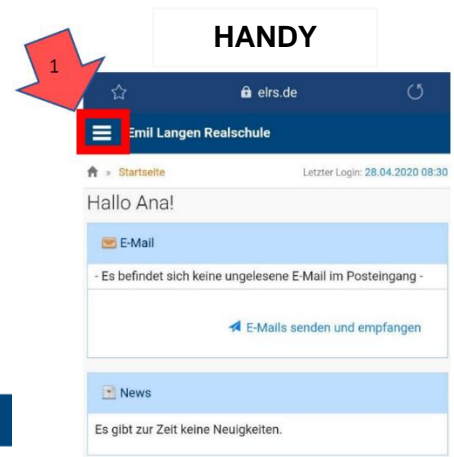 HANDY
1
elrs.de
Emil Langen Realschule
» Startseite Letzter Login: 28.04.2020 08:30
Hallo Ana!
E-Mail
- Es befindet sich keine ungelesene E-Mail im Posteingang -
E-Mails senden und empfangen
News
Es gibt zur Zeit keine Neuigkeiten.